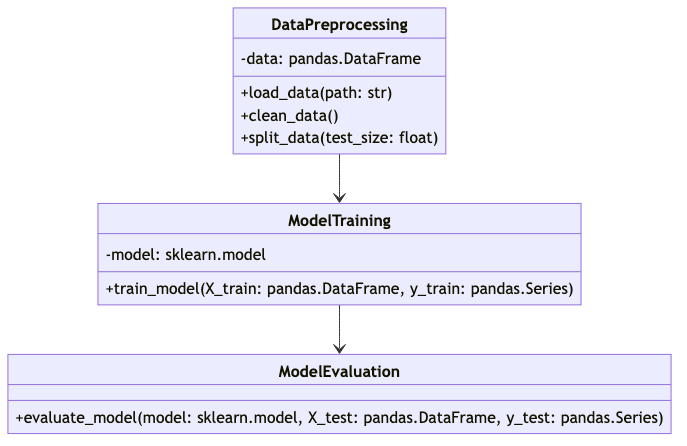 DataPreprocessing
-data: pandas.DataFrame
+load_data(path: str)
+clean_data()
+split_data(test_size: float)
ModelTraining
-model: sklearn.model
+train_model(X_train: pandas.DataFrame, y_train: pandas.Series)
ModelEvaluation
+evaluate_model(model: sklearn.model, X_test: pandas.DataFrame, y_test: pandas.Series)